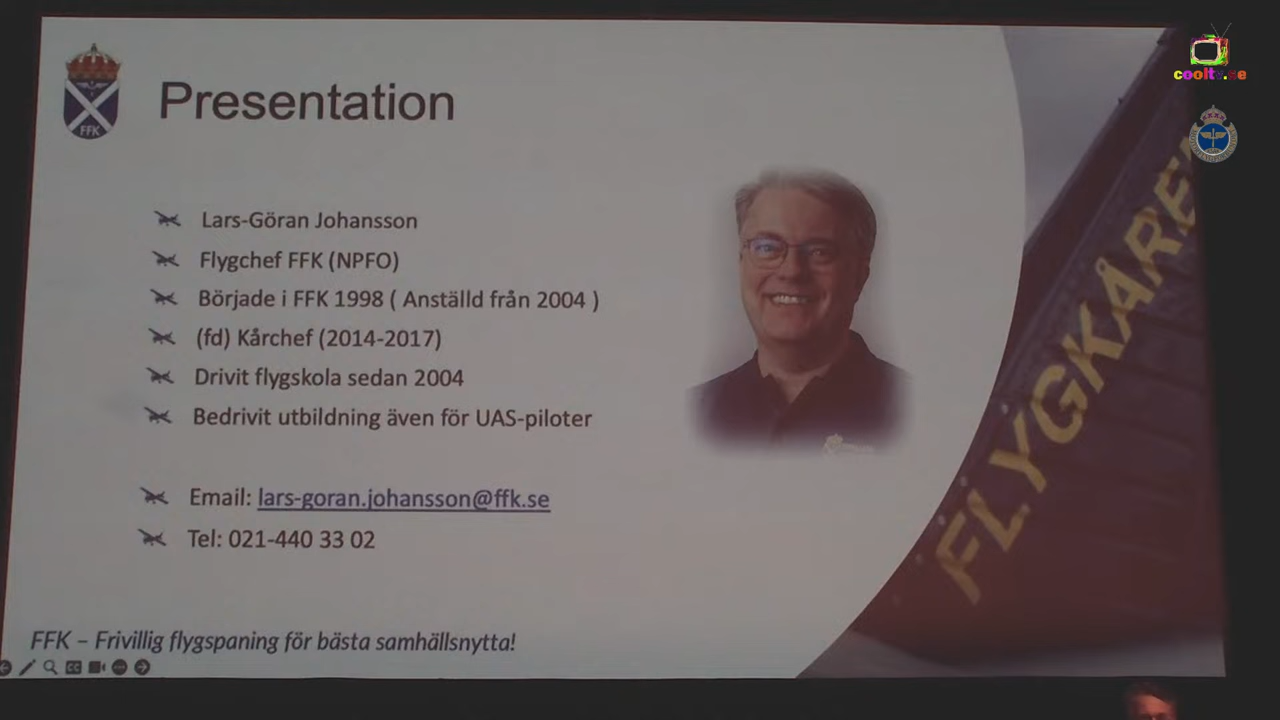 Presentation
FFK
Lars-Göran Johansson
Flygchef FFK (NPFO)
Började i FFK 1998 ( Anställd från 2004 )
(fd) Kårchef (2014-2017)
Drivit flygskola sedan 2004
Bedrivit utbildning även för UAS-piloter
Email: lars-goran.johansson@ffk.se
Tel: 021-440 33 02
FFK – Frivillig flygspaning för bästa samhällsnytta!
FLYGKÅREN
cooltv.se